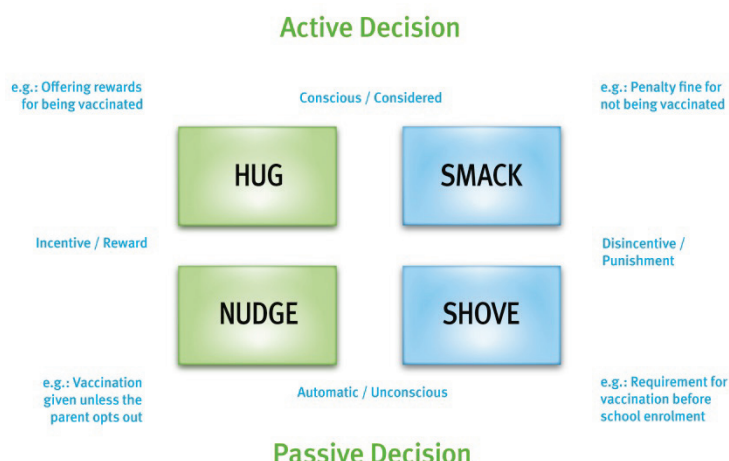 Active Decision
e.g.: Offering rewards
for being vaccinated
Conscious / Considered
e.g.: Penalty fine for
not being vaccinated
HUG
SMACK
Incentive / Reward
Disincentive /
Punishment
NUDGE
SHOVE
e.g.: Vaccination
given unless the
parent opts out
Automatic / Unconscious
e.g.: Requirement for
vaccination before
school enrolment
Passive Decision